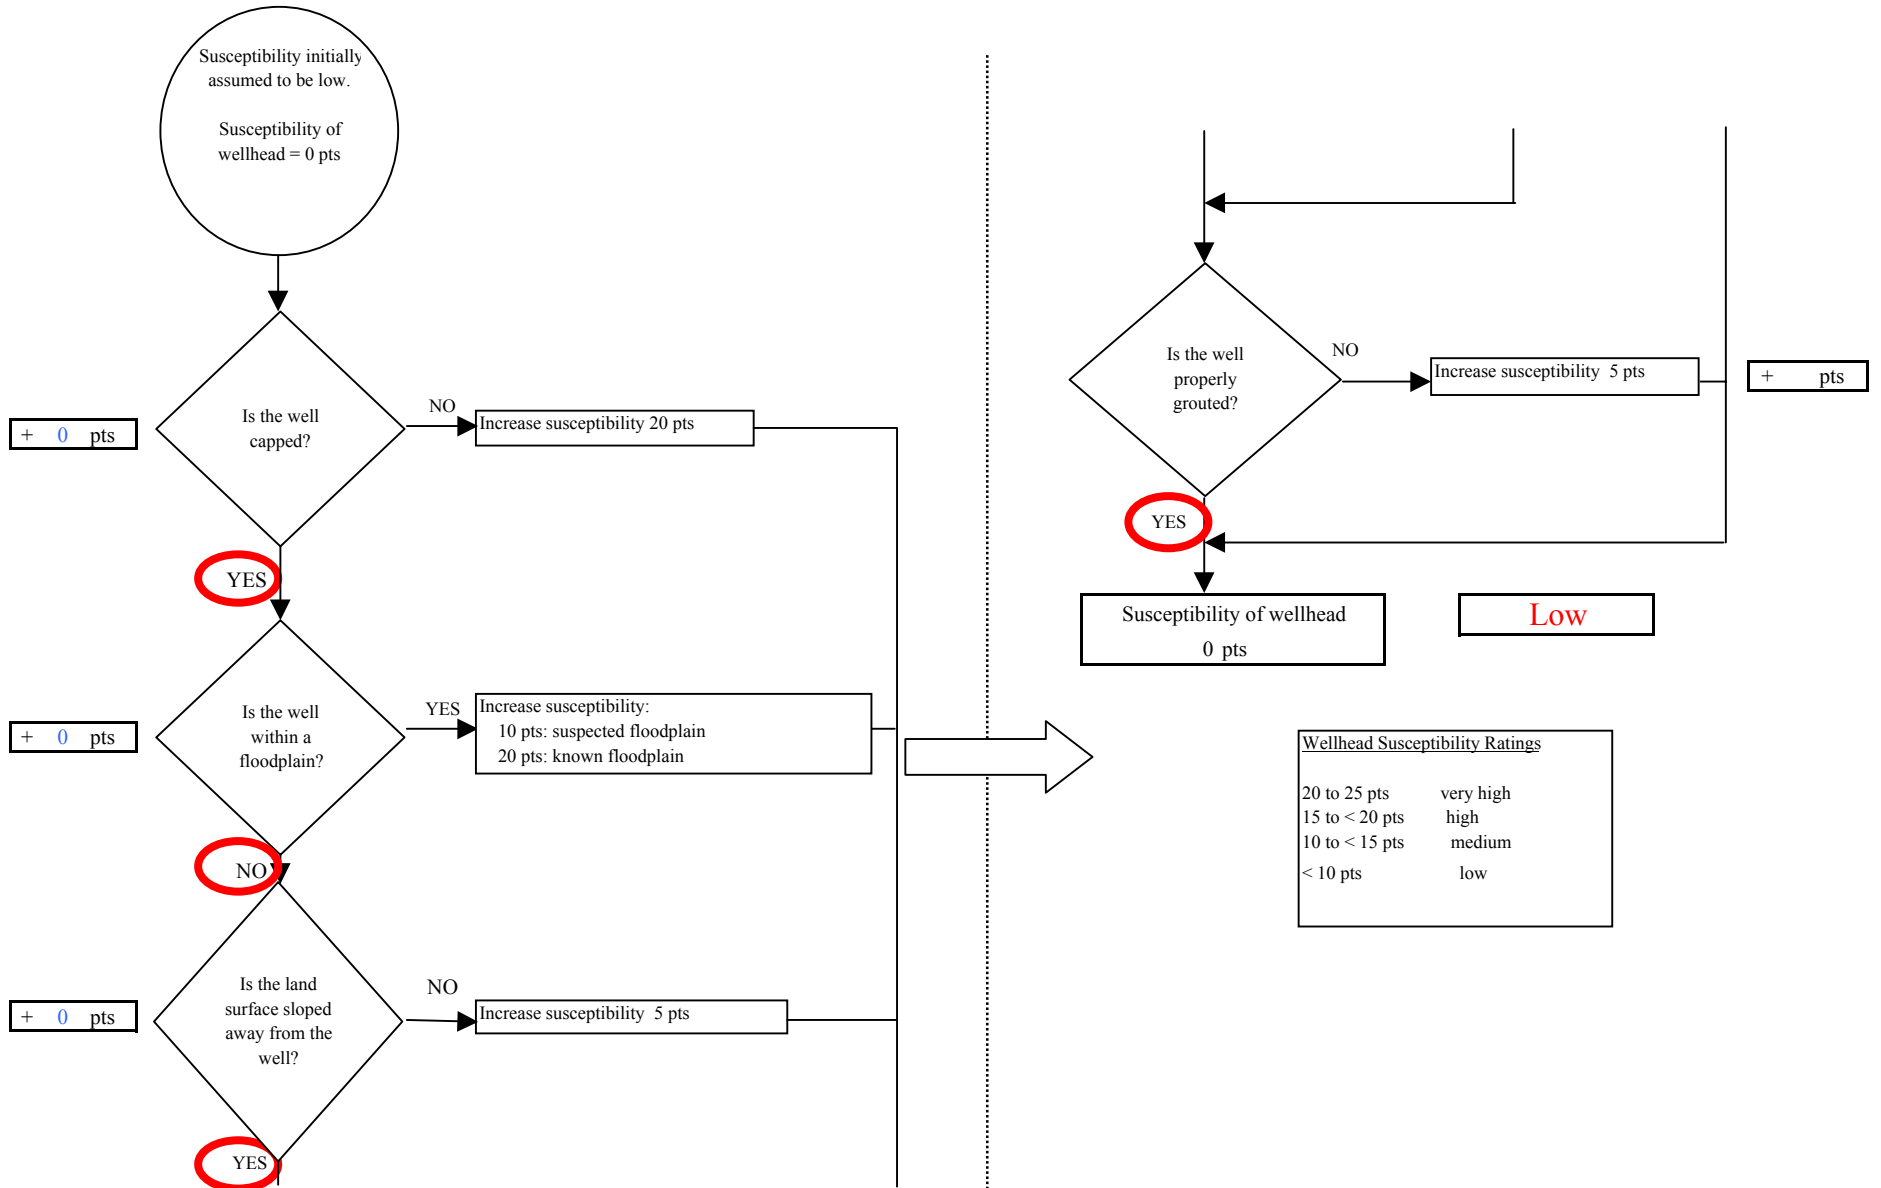 Susceptibility initially
assumed to be low.
Susceptibility of
wellhead = 0 pts
Is the well
capped?
NO
Increase susceptibility 20 pts
+ 0 pts
YES
Is the well
within a
floodplain?
YES
Increase susceptibility:
10 pts: suspected floodplain
20 pts: known floodplain
+ 0 pts
NO
Is the land
surface sloped
away from the
well?
NO
Increase susceptibility 5 pts
+ 0 pts
YES
Is the well
properly
grouted?
NO
Increase susceptibility 5 pts
+ pts
YES
Susceptibility of wellhead
0 pts
Low
Wellhead Susceptibility Ratings
20 to 25 pts very high
15 to < 20 pts high
10 to < 15 pts medium
< 10 pts low